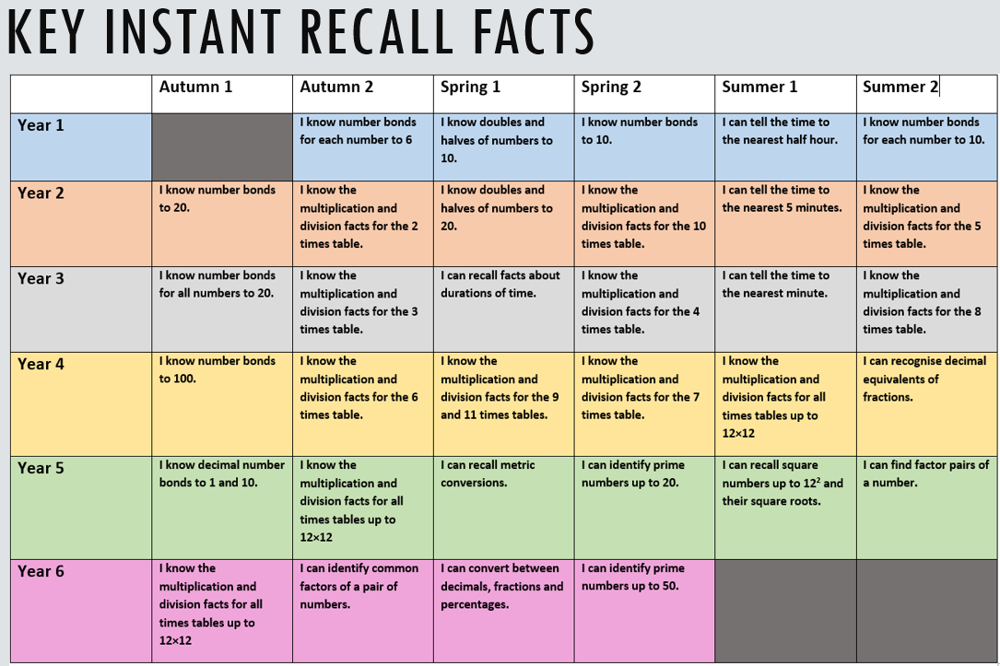 KEY INSTANT RECALL FACTS
Autumn 1
Autumn 2
Spring 1
Spring 2
Summer 1
Summer 2
Year 1
I know number bonds
for each number to 6
I know doubles and
halves of numbers to
10.
I know number bonds
to 10.
I can tell the time to
the nearest half hour.
I know number bonds
for each number to 10.
Year 2
I know number bonds
to 20.
I know the
multiplication and
division facts for the 2
times table.
I know doubles and
halves of numbers to
20.
I know the
multiplication and
division facts for the 10
times table.
I can tell the time to
the nearest 5 minutes.
I know the
multiplication and
division facts for the 5
times table.
Year 3
I know number bonds
for all numbers to 20.
I know the
multiplication and
division facts for the 3
times table.
I can recall facts about
durations of time.
I know the
multiplication and
division facts for the 4
times table.
I can tell the time to
the nearest minute.
I know the
multiplication and
division facts for the 8
times table.
Year 4
I know number bonds
to 100.
I know the
multiplication and
division facts for the 6
times table.
I know the
multiplication and
division facts for the 9
and 11 times tables.
I know the
multiplication and
division facts for the 7
times table.
I know the
multiplication and
division facts for all
times tables up to
12×12
I can recognise decimal
equivalents of
fractions.
Year 5
I know decimal number
bonds to 1 and 10.
I know the
multiplication and
division facts for all
times tables up to
12×12
I can recall metric
conversions.
I can identify prime
numbers up to 20.
I can recall square
numbers up to 12² and
their square roots.
I can find factor pairs of
a number.
Year 6
I know the
multiplication and
division facts for all
times tables up to
12×12
I can identify common
factors of a pair of
numbers.
I can convert between
decimals, fractions and
percentages.
I can identify prime
numbers up to 50.